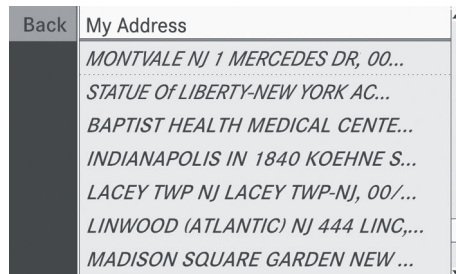 Back My Address
MONTVALE NJ 1 MERCEDES DR, 00...
STATUE Of LIBERTY-NEW YORK AC...
BAPTIST HEALTH MEDICAL CENTE...
INDIANAPOLIS IN 1840 KOEHNE S...
LACEY TWP NJ LACEY TWP-NJ, 00/...
LINWOOD (ATLANTIC) NJ 444 LINC,...
MADISON SQUARE GARDEN NEW ...